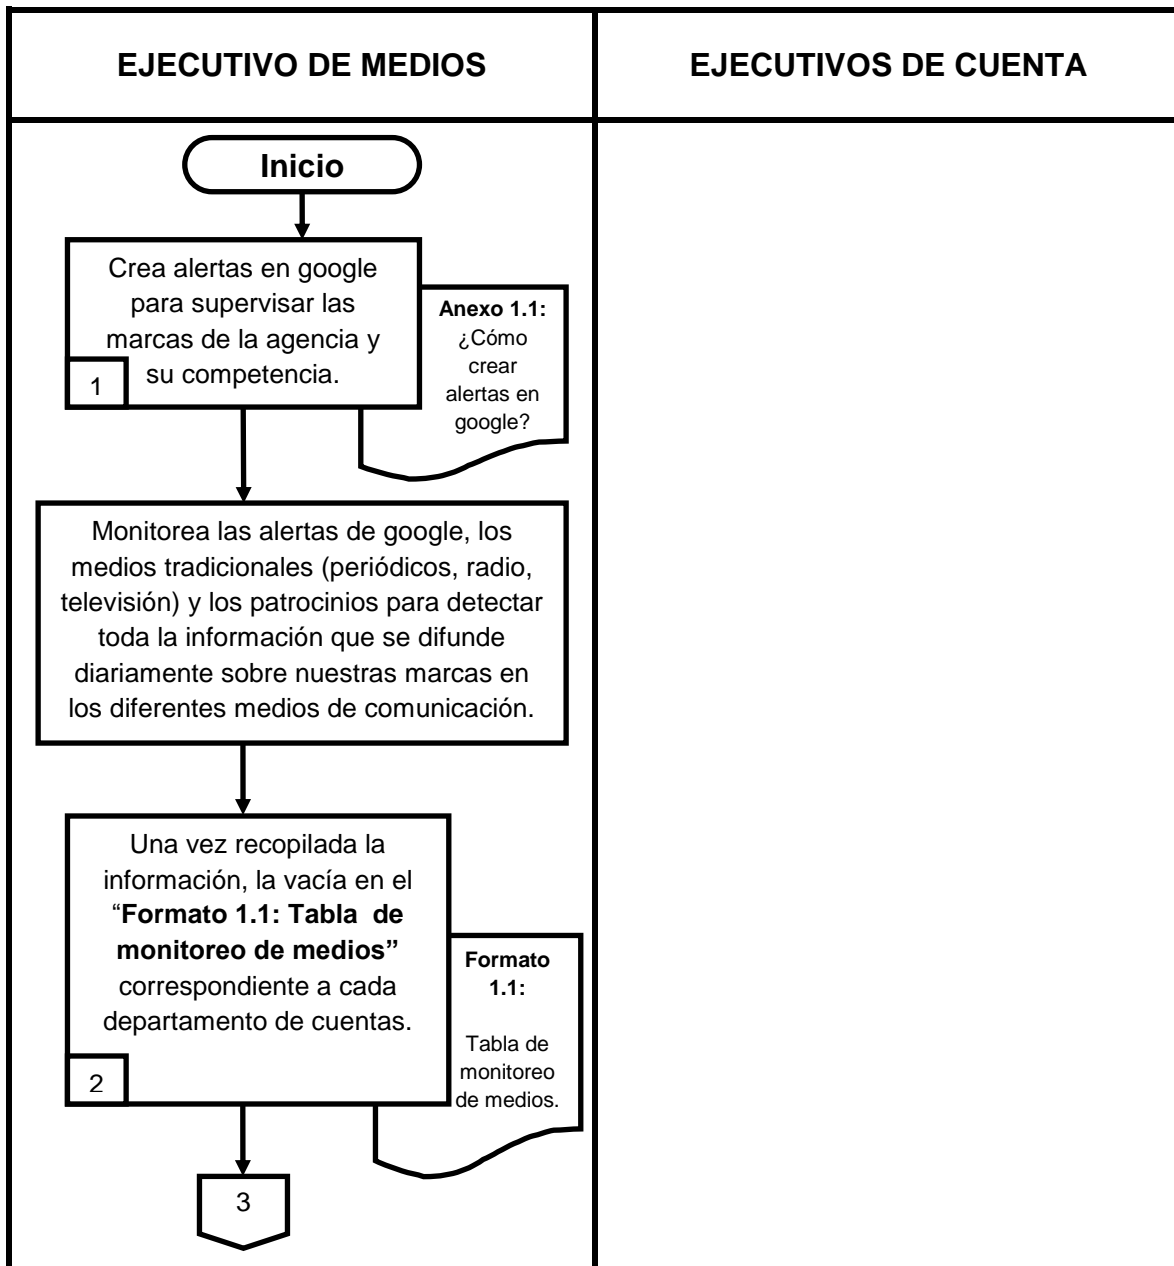 EJECUTIVO DE MEDIOS
EJECUTIVOS DE CUENTA
Inicio
Crea alertas en google
para supervisar las
marcas de la agencia y
su competencia.
1
Anexo 1.1:
¿Cómo
crear
alertas en
google?
Monitorea las alertas de google, los
medios tradicionales (periódicos, radio,
televisión) y los patrocinios para detectar
toda la información que se difunde
diariamente sobre nuestras marcas en
los diferentes medios de comunicación.
Una vez recopilada la
información, la vacía en el
“Formato 1.1: Tabla  de
monitoreo de medios”
correspondiente a cada
departamento de cuentas.
2
Formato
1.1:
Tabla de
monitoreo
de medios.
3